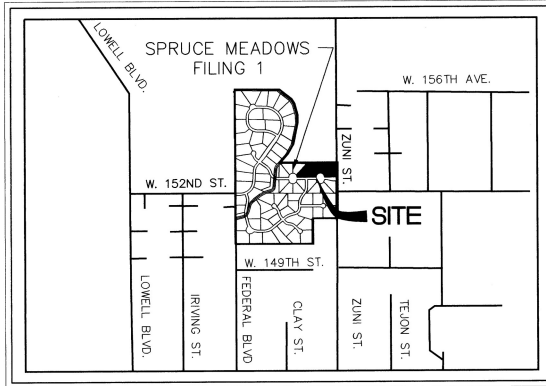 LOWELL BLVD.
SPRUCE MEADOWS
FILING 1
W. 156TH AVE.
ZUNI ST.
W. 152ND ST.
SITE
W. 149TH ST.
LOWELL BLVD.
IRIVING ST.
FEDERAL BLVD
CLAY ST.
ZUNI ST.
TEJON ST.